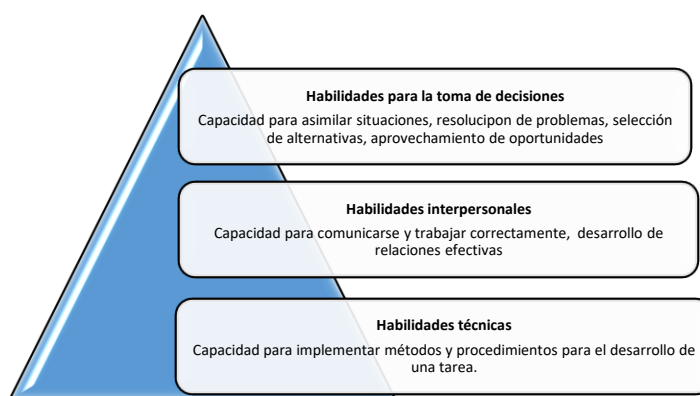 Habilidades para la toma de decisiones
Capacidad para asimilar situaciones, resolucipon de problemas, selección
de alternativas, aprovechamiento de oportunidades
Habilidades interpersonales
Capacidad para comunicarse y trabajar correctamente, desarrollo de
relaciones efectivas
Habilidades técnicas
Capacidad para implementar métodos y procedimientos para el desarrollo de
una tarea.